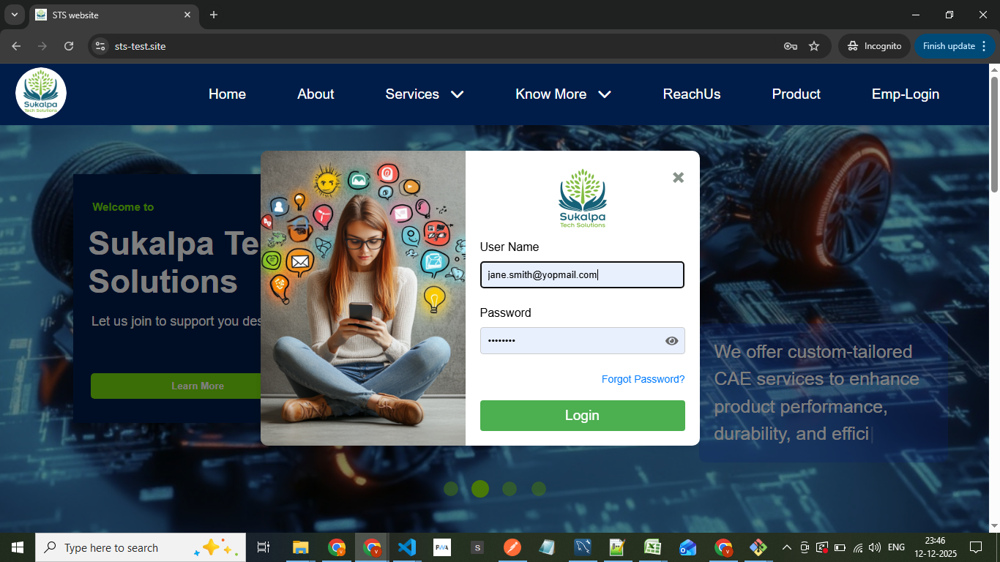 STS website
sts-test.site
Incognito
Finish update
Sukalpa
Tech Solutions
Home
About
Services
Know More
ReachUs
Product
Emp-Login
Welcome to
Sukalpa Te
Solutions
Let us join to support you des
Learn More
Sukalpa
Tech Solutions
User Name
jane.smith@yopmail.com
Password
••••••••
Forgot Password?
Login
We offer custom-tailored
CAE services to enhance
product performance,
durability, and effici
Type here to search
PWA
S
ENG
23:46
12-12-2025